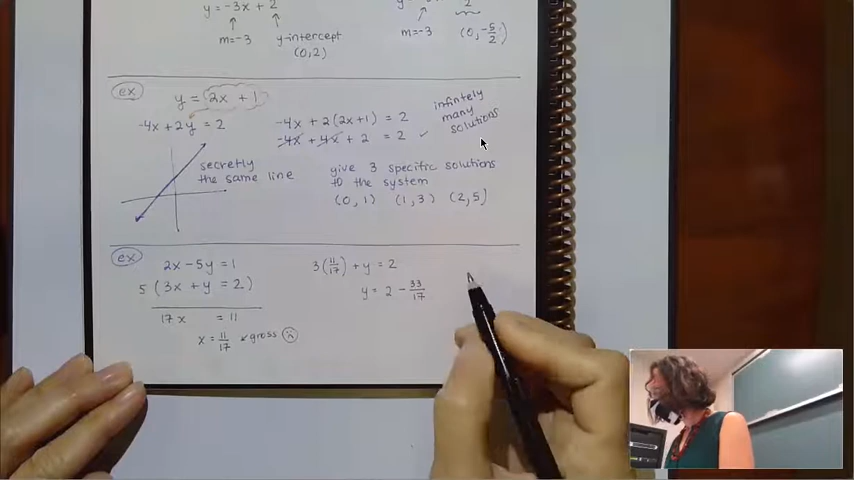 y = -3x + 2
m=-3
y-intercept
(0,2)
2
m=-3
(0, -5/2)
ex
y = 2x + 1
-4x + 2y = 2
-4x + 2(2x+1) = 2
-4x + 4x + 2 = 2 ✓
infintely
many
solutions
secretly
the same line
give 3 specific solutions
to the system
(0,1) (1,3) (2,5)
ex
2x - 5y = 1
5 (3x + y = 2)
17x = 11
x = 11/17 ↙ gross ☹
3(11/17) + y = 2
y = 2 - 33/17